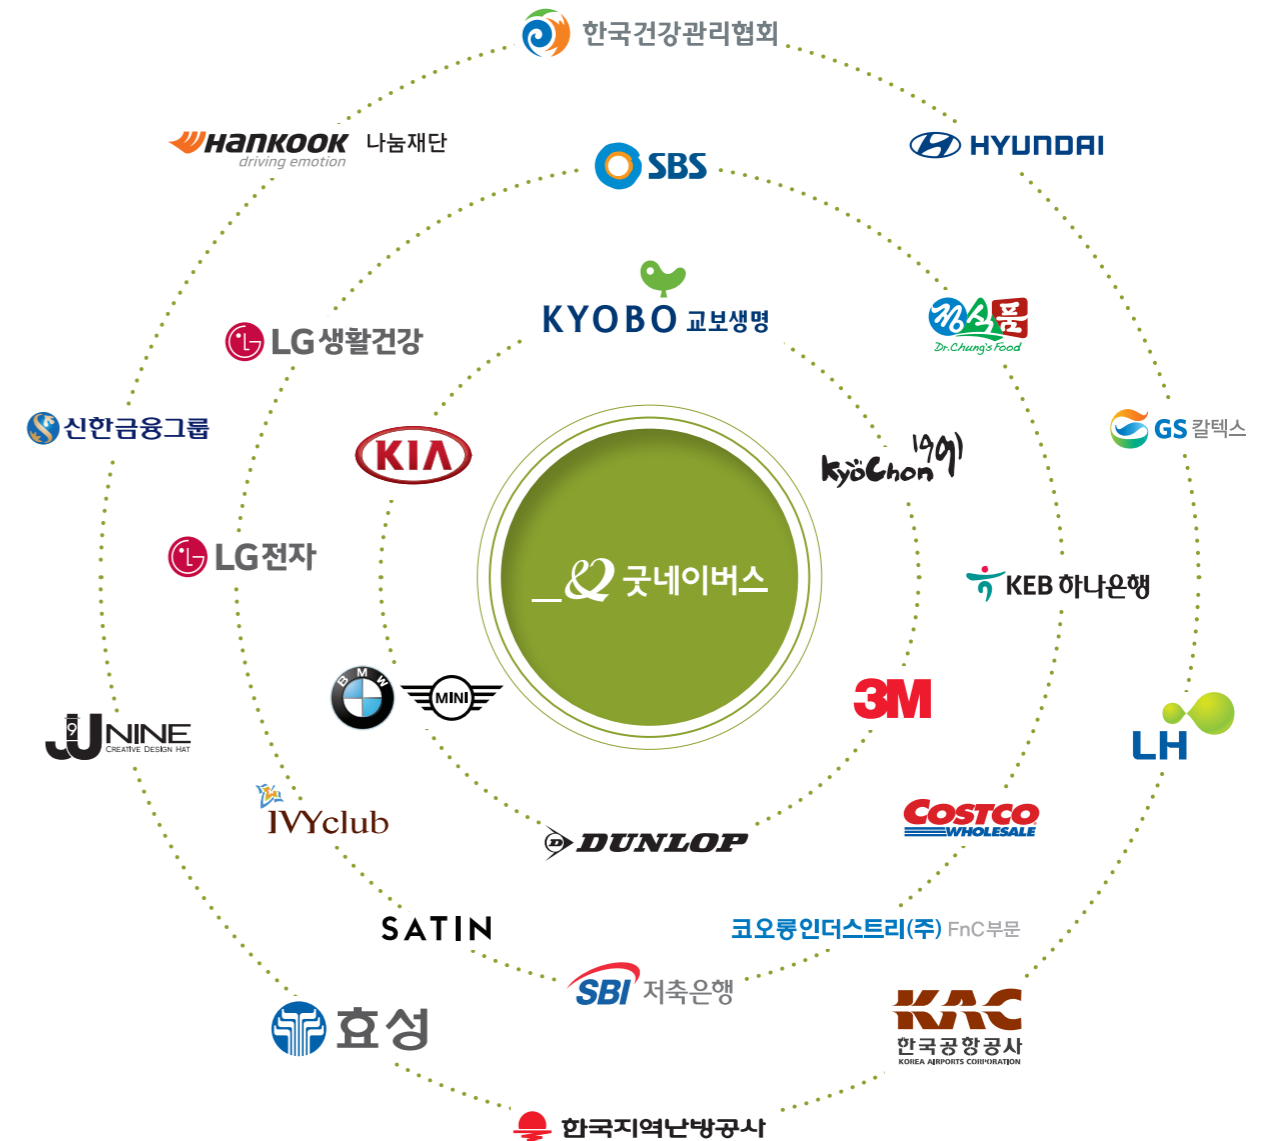 한국건강관리협회
HANKOOK 나눔재단
driving emotion
HYUNDAI
SBS
KYOBO 교보생명
정식품
Dr.Chung's Food
LG생활건강
신한금융그룹
KIA
1991
KyoChon
GS 칼텍스
LG전자
굿네이버스
KEB 하나은행
BMW
MINI
3M
LH
9
JJ NINE
CREATIVE DESIGN HAT
IVYclub
D DUNLOP
COSTCO
WHOLESALE
SATIN
코오롱인더스트리(주) FnC부문
SBI 저축은행
효성
KAC
한국공항공사
KOREA AIRPORTS CORPORATION
한국지역난방공사